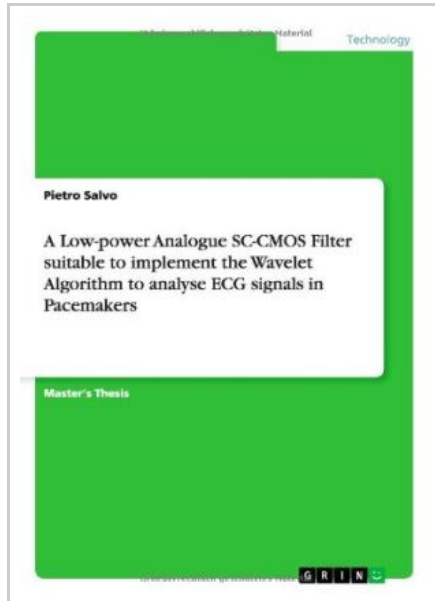 Material
Technology
Pietro Salvo
A Low-power Analogue SC-CMOS Filter
suitable to implement the Wavelet
Algorithm to analyse ECG signals in
Pacemakers
Master's Thesis
GRIN